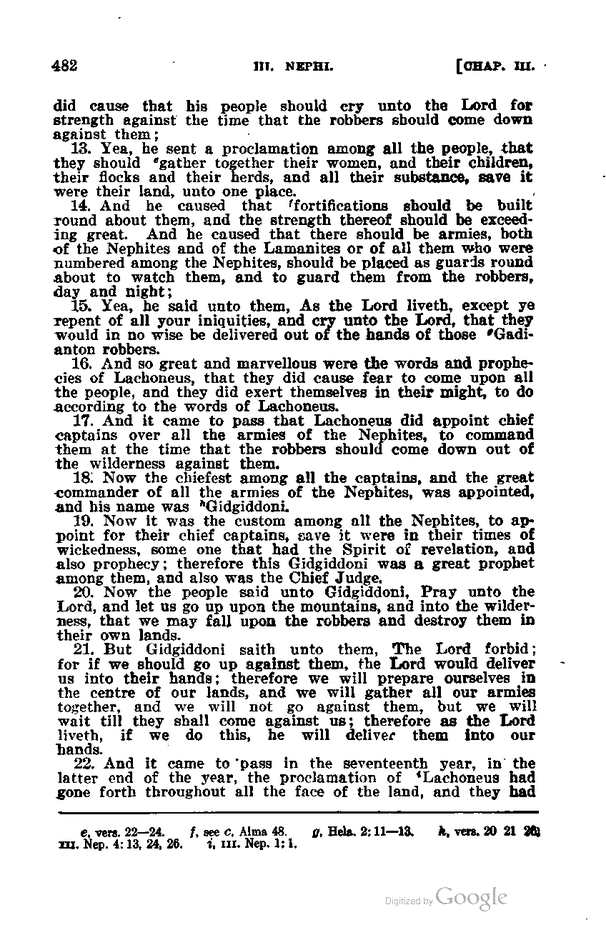 482 III. NEPHI. [CHAP. III.
did cause that his people should cry unto the Lord for
strength against the time that the robbers should come down
against them;
13. Yea, he sent a proclamation among all the people, that
they should ᵉgather together their women, and their children,
their flocks and their herds, and all their substance, save it
were their land, unto one place.
14. And he caused that ᶠfortifications should be built
round about them, and the strength thereof should be exceed-
ing great. And he caused that there should be armies, both
of the Nephites and of the Lamanites or of all them who were
numbered among the Nephites, should be placed as guards round
about to watch them, and to guard them from the robbers,
day and night;
15. Yea, he said unto them, As the Lord liveth, except ye
repent of all your iniquities, and cry unto the Lord, that they
would in no wise be delivered out of the hands of those ᵍGadi-
anton robbers.
16. And so great and marvellous were the words and prophe-
cies of Lachoneus, that they did cause fear to come upon all
the people, and they did exert themselves in their might, to do
according to the words of Lachoneus.
17. And it came to pass that Lachoneus did appoint chief
captains over all the armies of the Nephites, to command
them at the time that the robbers should come down out of
the wilderness against them.
18. Now the chiefest among all the captains, and the great
commander of all the armies of the Nephites, was appointed,
and his name was ʰGidgiddoni.
19. Now it was the custom among all the Nephites, to ap-
point for their chief captains, save it were in their times of
wickedness, some one that had the Spirit of revelation, and
also prophecy; therefore this Gidgiddoni was a great prophet
among them, and also was the Chief Judge.
20. Now the people said unto Gidgiddoni, Pray unto the
Lord, and let us go up upon the mountains, and into the wilder-
ness, that we may fall upon the robbers and destroy them in
their own lands.
21. But Gidgiddoni saith unto them, The Lord forbid;
for if we should go up against them, the Lord would deliver
us into their hands; therefore we will prepare ourselves in
the centre of our lands, and we will gather all our armies
together, and we will not go against them, but we will
wait till they shall come against us; therefore as the Lord
liveth, if we do this, he will deliver them into our
hands.
22. And it came to pass in the seventeenth year, in the
latter end of the year, the proclamation of ⁱLachoneus had
gone forth throughout all the face of the land, and they had
e, vers. 22—24. f, see c, Alma 48. g, Hela. 2:11—13. h, vers. 20 21 26;
III. Nep. 4:13, 24, 26. i, III. Nep. 1:1.
Digitized by Google